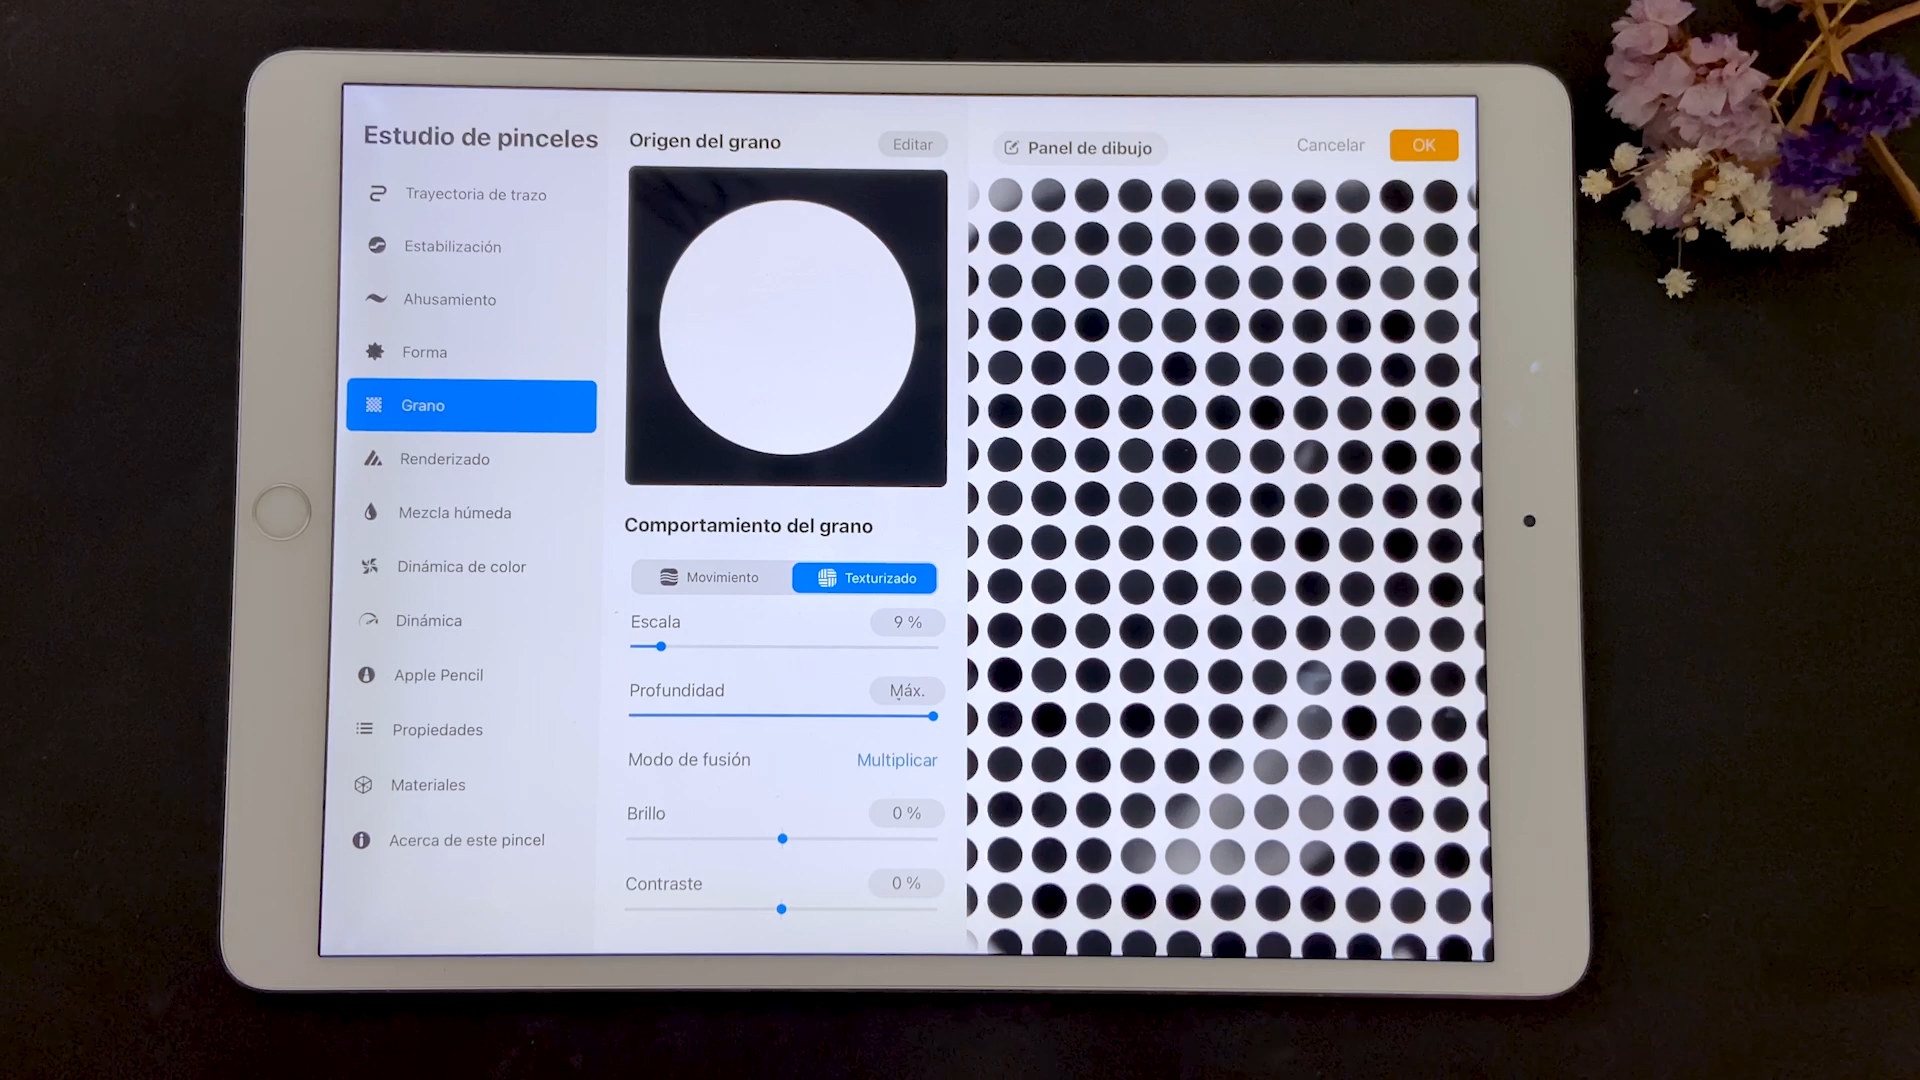 Estudio de pinceles
Trayectoria de trazo
Estabilización
Ahusamiento
Forma
Grano
Renderizado
Mezcla húmeda
Dinámica de color
Dinámica
Apple Pencil
Propiedades
Materiales
Acerca de este pincel
Origen del grano
Editar
Comportamiento del grano
Movimiento
Texturizado
Escala
9 %
Profundidad
Máx.
Modo de fusión
Multiplicar
Brillo
0 %
Contraste
0 %
Panel de dibujo
Cancelar
OK